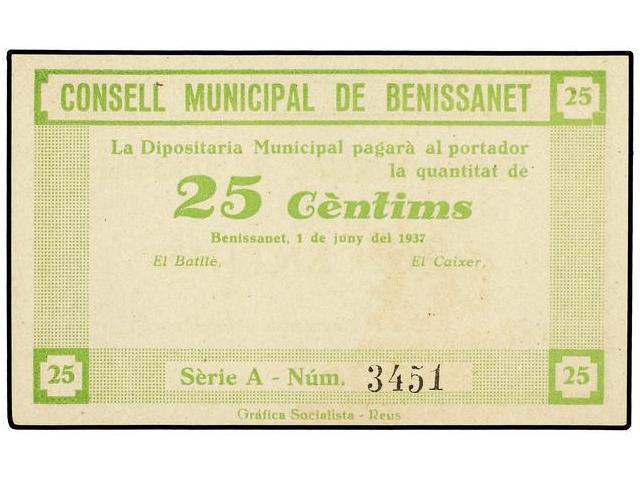 CONSELL MUNICIPAL DE BENISSANET 25
La Dipositaria Municipal pagarà al portador
la quantitat de
25 Cèntims
Benissanet, 1 de juny del 1937
El Batllè, El Caixer,
25 Sèrie A - Núm. 3451 25
Gráfica Socialista - Reus